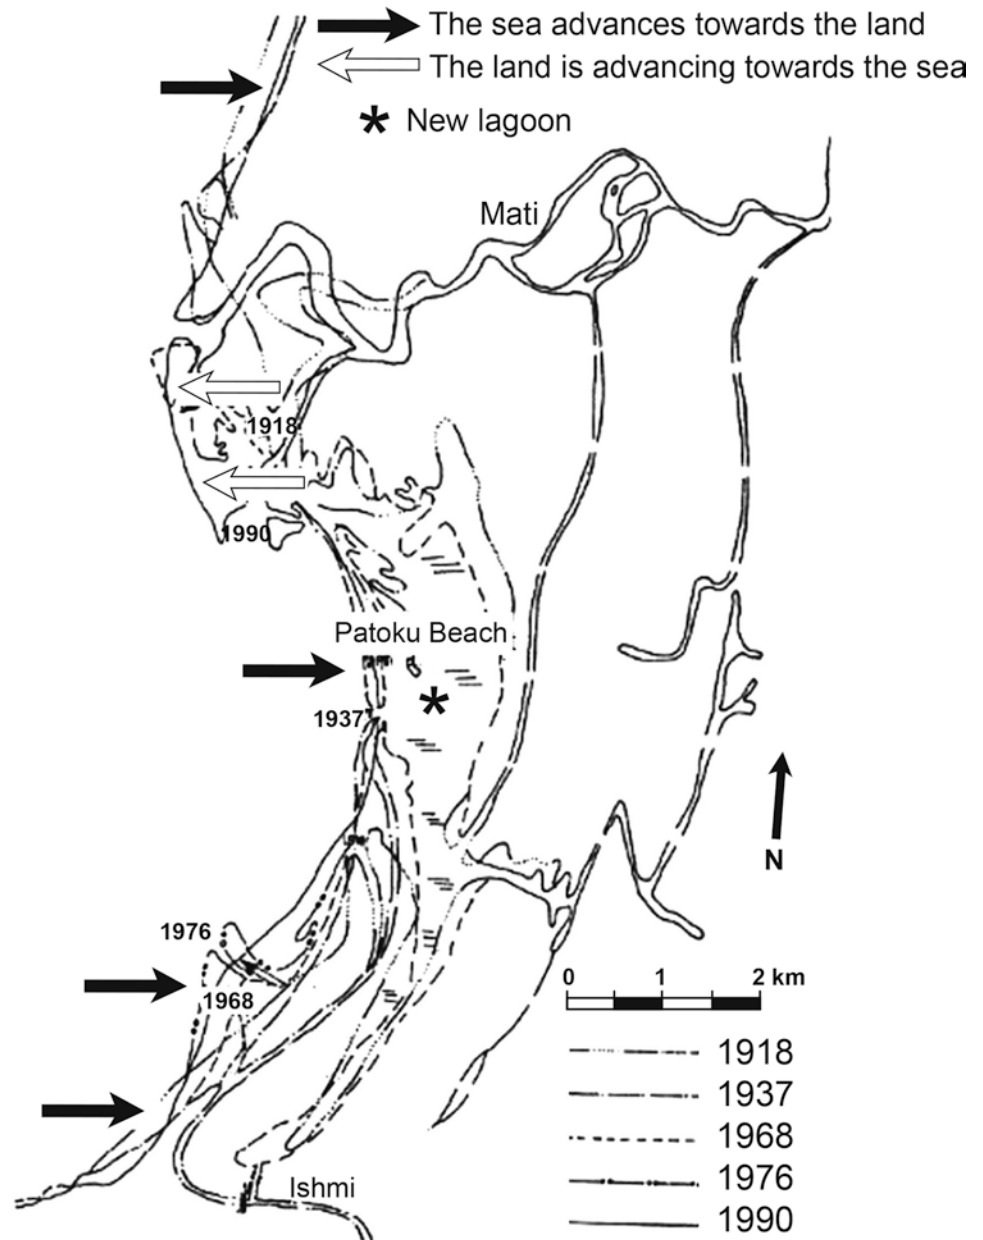 The sea advances towards the land
The land is advancing towards the sea
* New lagoon
Mati
1918
1990
Patoku Beach
*
1937
1976
1968
N
0 1 2 km
1918
1937
1968
1976
1990
Ishmi